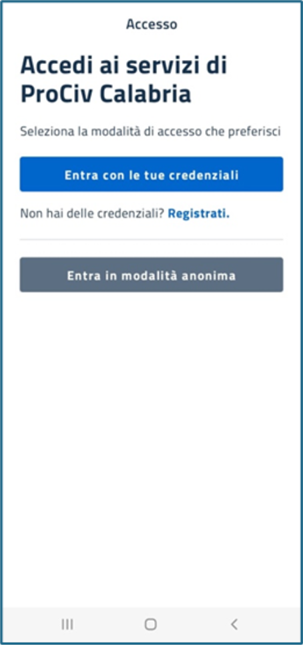 Accesso
Accedi ai servizi di
ProCiv Calabria
Seleziona la modalità di accesso che preferisci
Entra con le tue credenziali
Non hai delle credenziali? Registrati.
Entra in modalità anonima